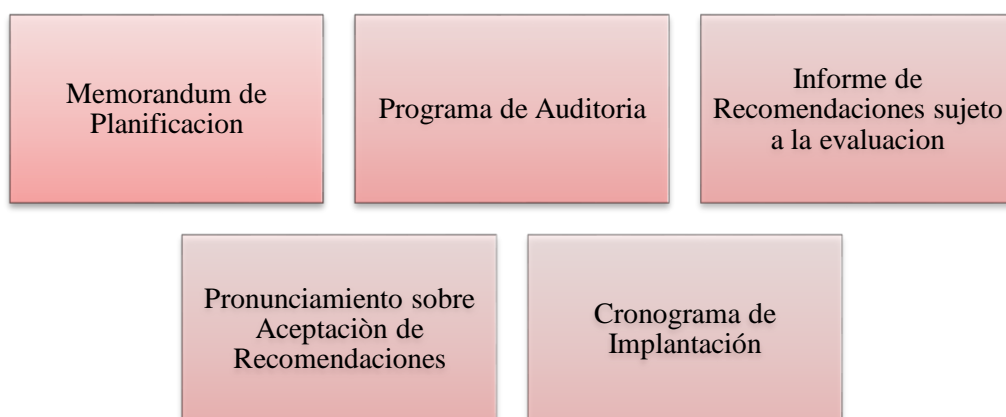 Memorandum de
Planificacion
Programa de Auditoria
Informe de
Recomendaciones sujeto
a la evaluacion
Pronunciamiento sobre
Aceptaciòn de
Recomendaciones
Cronograma de
Implantación